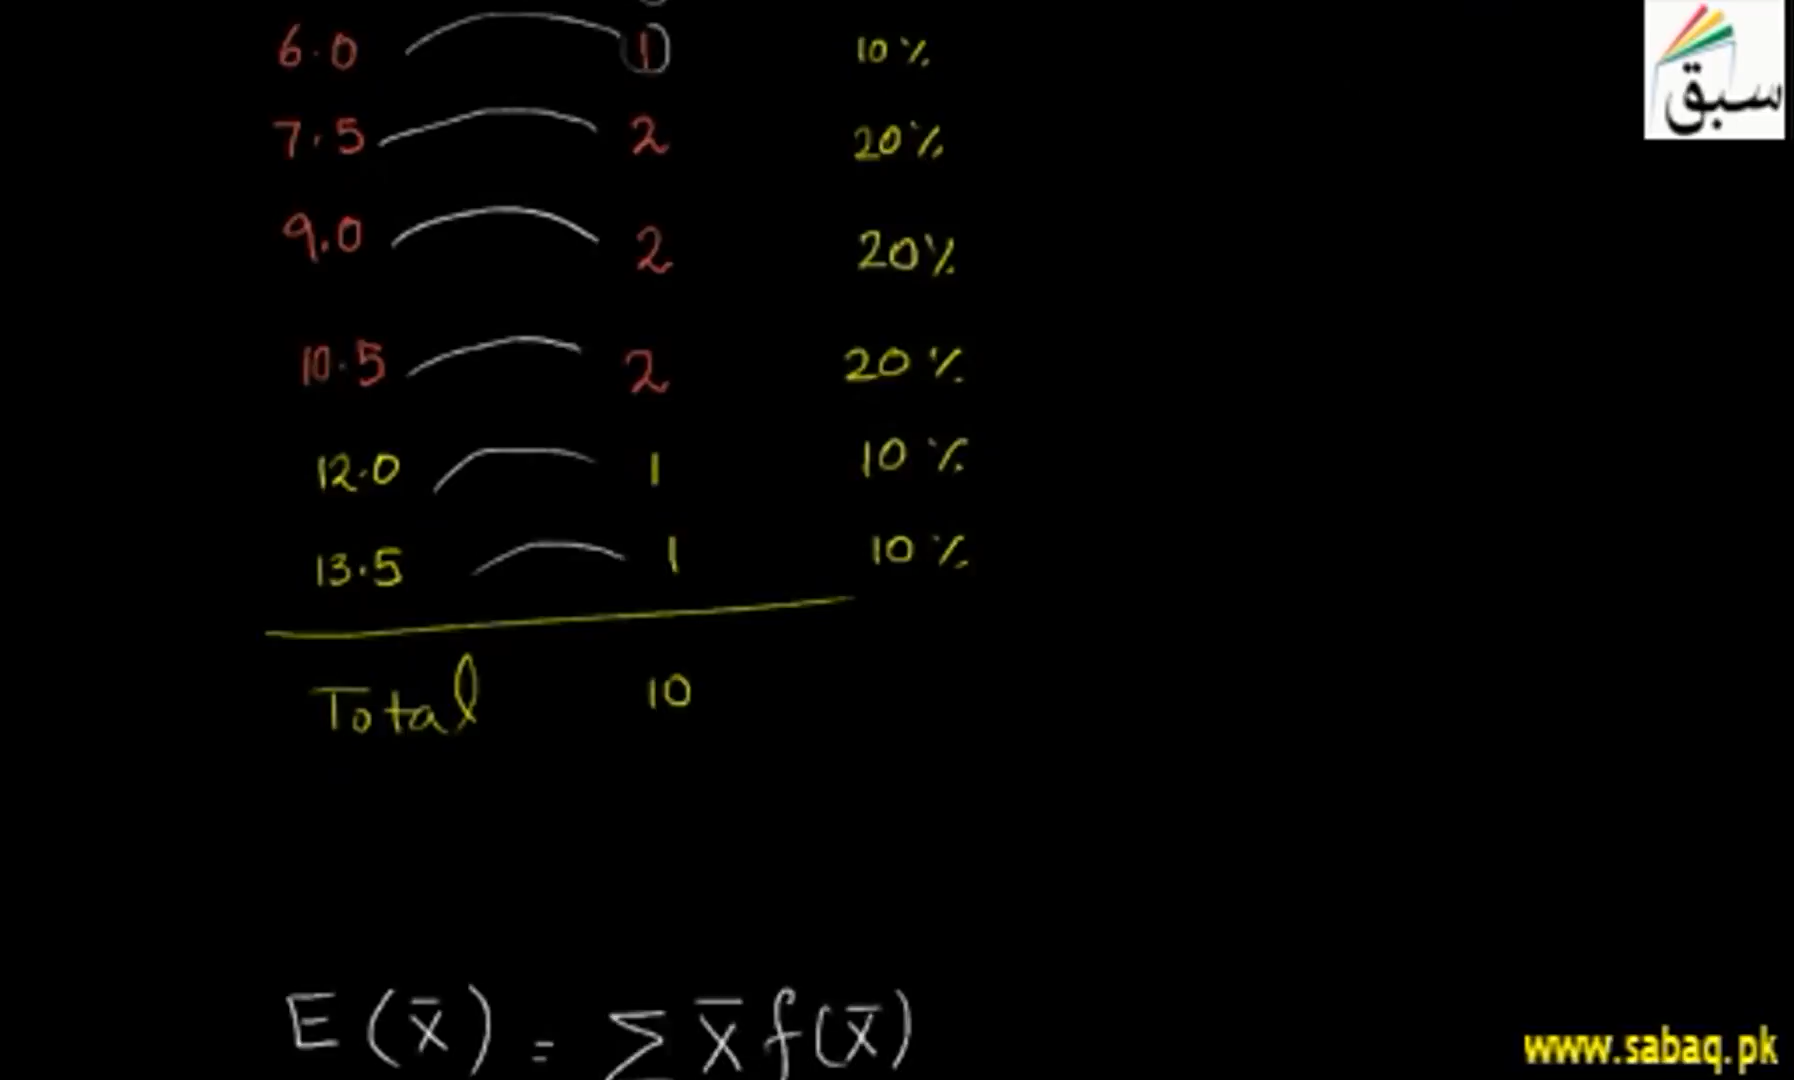 6.0 1 10%
سبق
7.5 2 20%
9.0 2 20%
10.5 2 20%
12.0 1 10%
13.5 1 10%
Total 10
E(x̄) = Σ x̄ f(x̄)
www.sabaq.pk